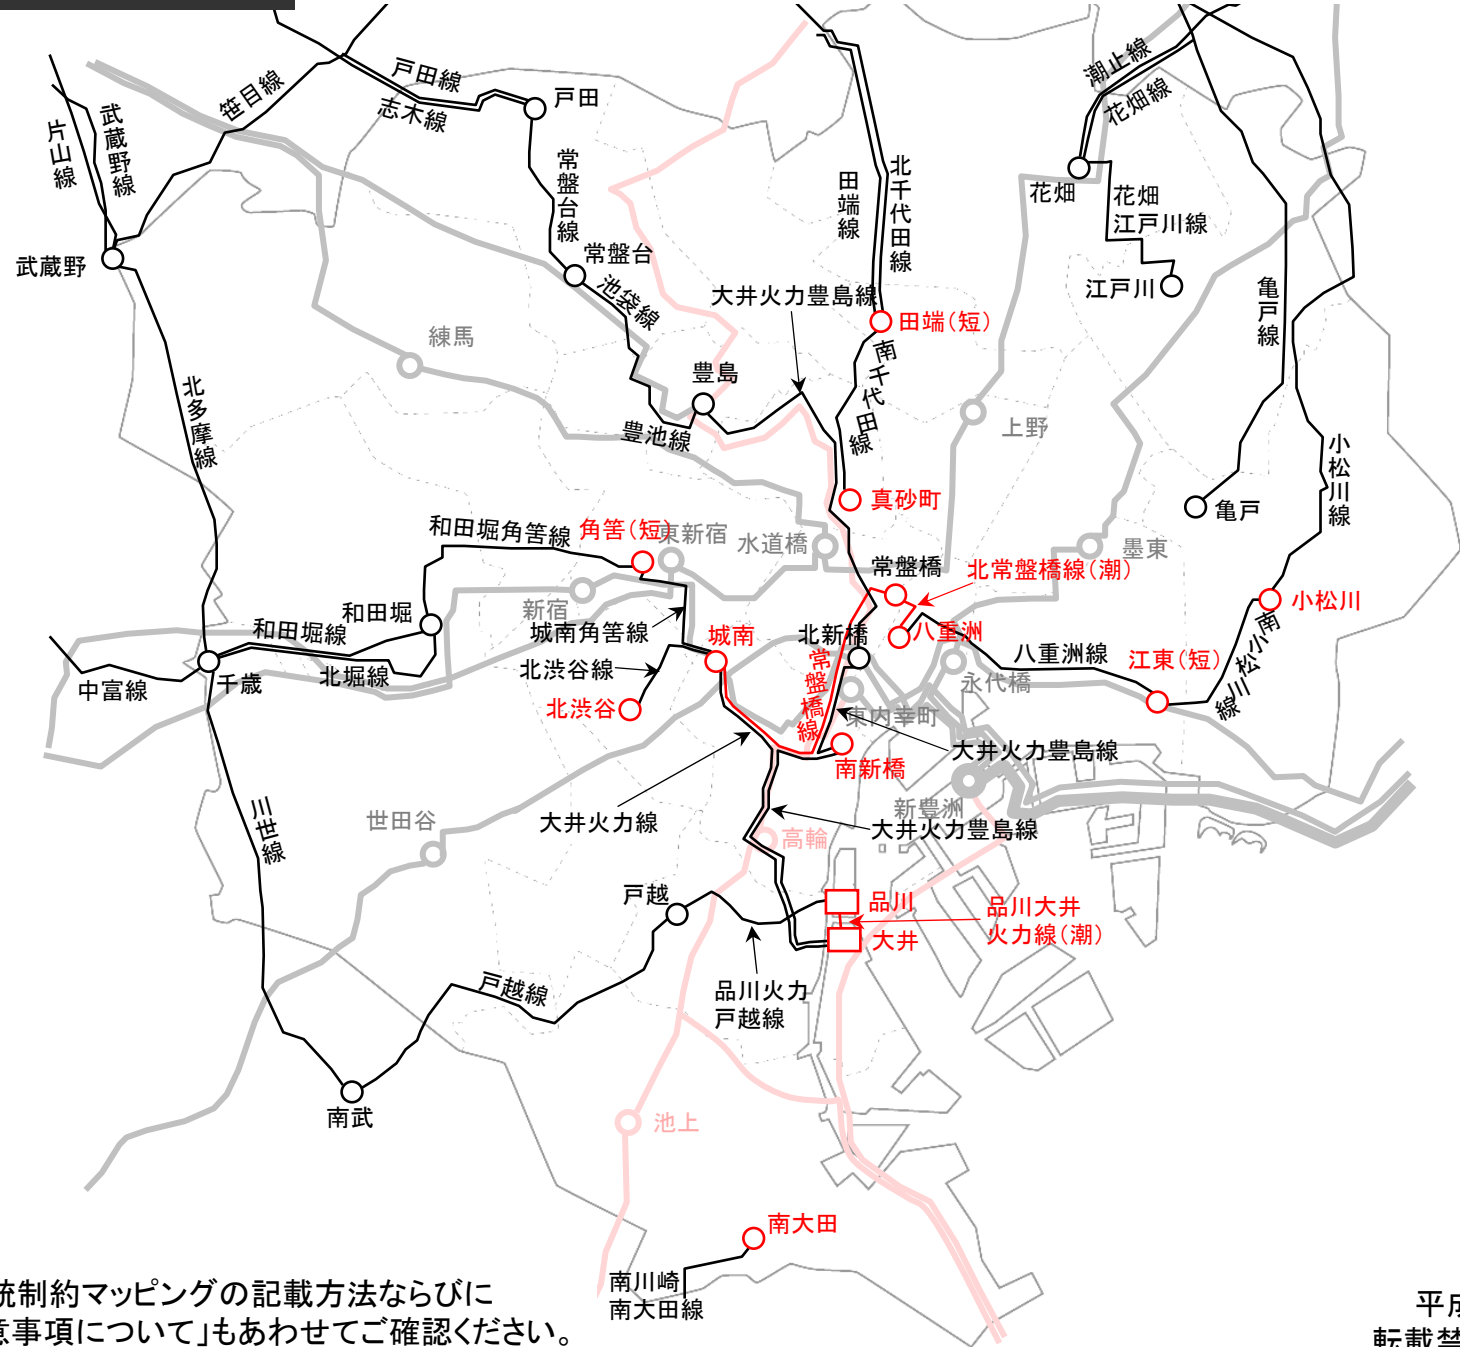 戸田線
志木線
戸田
笹目線
武蔵野線
片山線
武蔵野
常盤台線
常盤台
池袋線
練馬
豊島
豊池線
大井火力豊島線
田端線
北千代田線
田端(短)
南千代田線
真砂町
潮止線
花畑線
花畑
花畑
江戸川線
江戸川
亀戸線
亀戸
小松川線
小松川
南小松川線
上野
墨東
北多摩線
和田堀角筈線
角筈(短)
東新宿
水道橋
新宿
和田堀
和田堀線
北堀線
中富線
千歳
城南角筈線
北渋谷線
北渋谷
城南
常盤橋
北常盤橋線(潮)
八重洲
北新橋
常盤橋線
八重洲線
江東(短)
永代橋
東内幸町
大井火力豊島線
南新橋
新豊洲
大井火力線
大井火力豊島線
川世線
世田谷
高輪
戸越
品川
大井
品川大井
火力線(潮)
戸越線
品川火力
戸越線
南武
池上
南大田
南川崎
南大田線
統制約マッピングの記載方法ならびに
意事項について」もあわせてご確認ください。
平成
転載禁